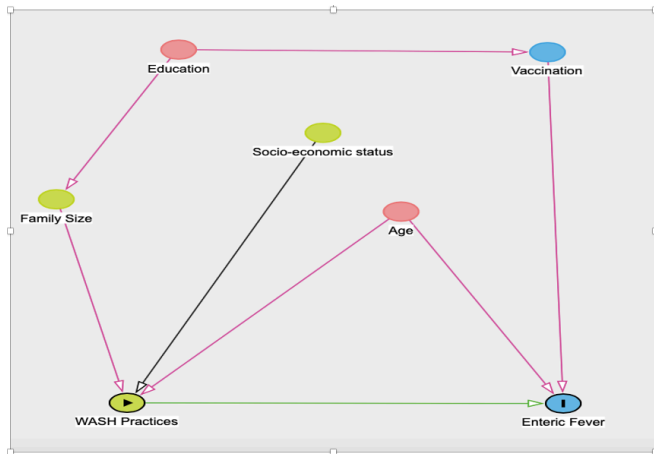 Education
Vaccination
Socio-economic status
Family Size
Age
WASH Practices
Enteric Fever